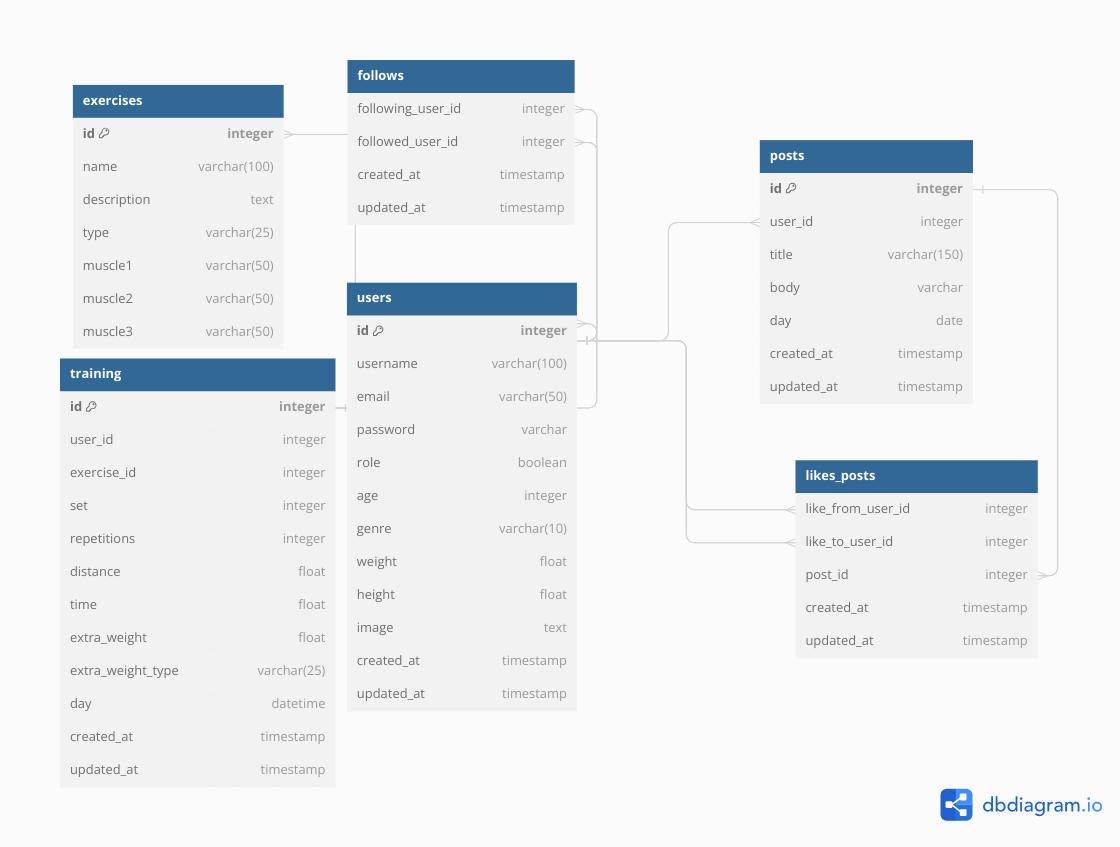 exercises
id integer
name varchar(100)
description text
type varchar(25)
muscle1 varchar(50)
muscle2 varchar(50)
muscle3 varchar(50)
follows
following_user_id integer
followed_user_id integer
created_at timestamp
updated_at timestamp
training
id integer
user_id integer
exercise_id integer
set integer
repetitions integer
distance float
time float
extra_weight float
extra_weight_type varchar(25)
day datetime
created_at timestamp
updated_at timestamp
users
id integer
username varchar(100)
email varchar(50)
password varchar
role boolean
age integer
genre varchar(10)
weight float
height float
image text
created_at timestamp
updated_at timestamp
posts
id integer
user_id integer
title varchar(150)
body varchar
day date
created_at timestamp
updated_at timestamp
likes_posts
like_from_user_id integer
like_to_user_id integer
post_id integer
created_at timestamp
updated_at timestamp
dbdiagram.io